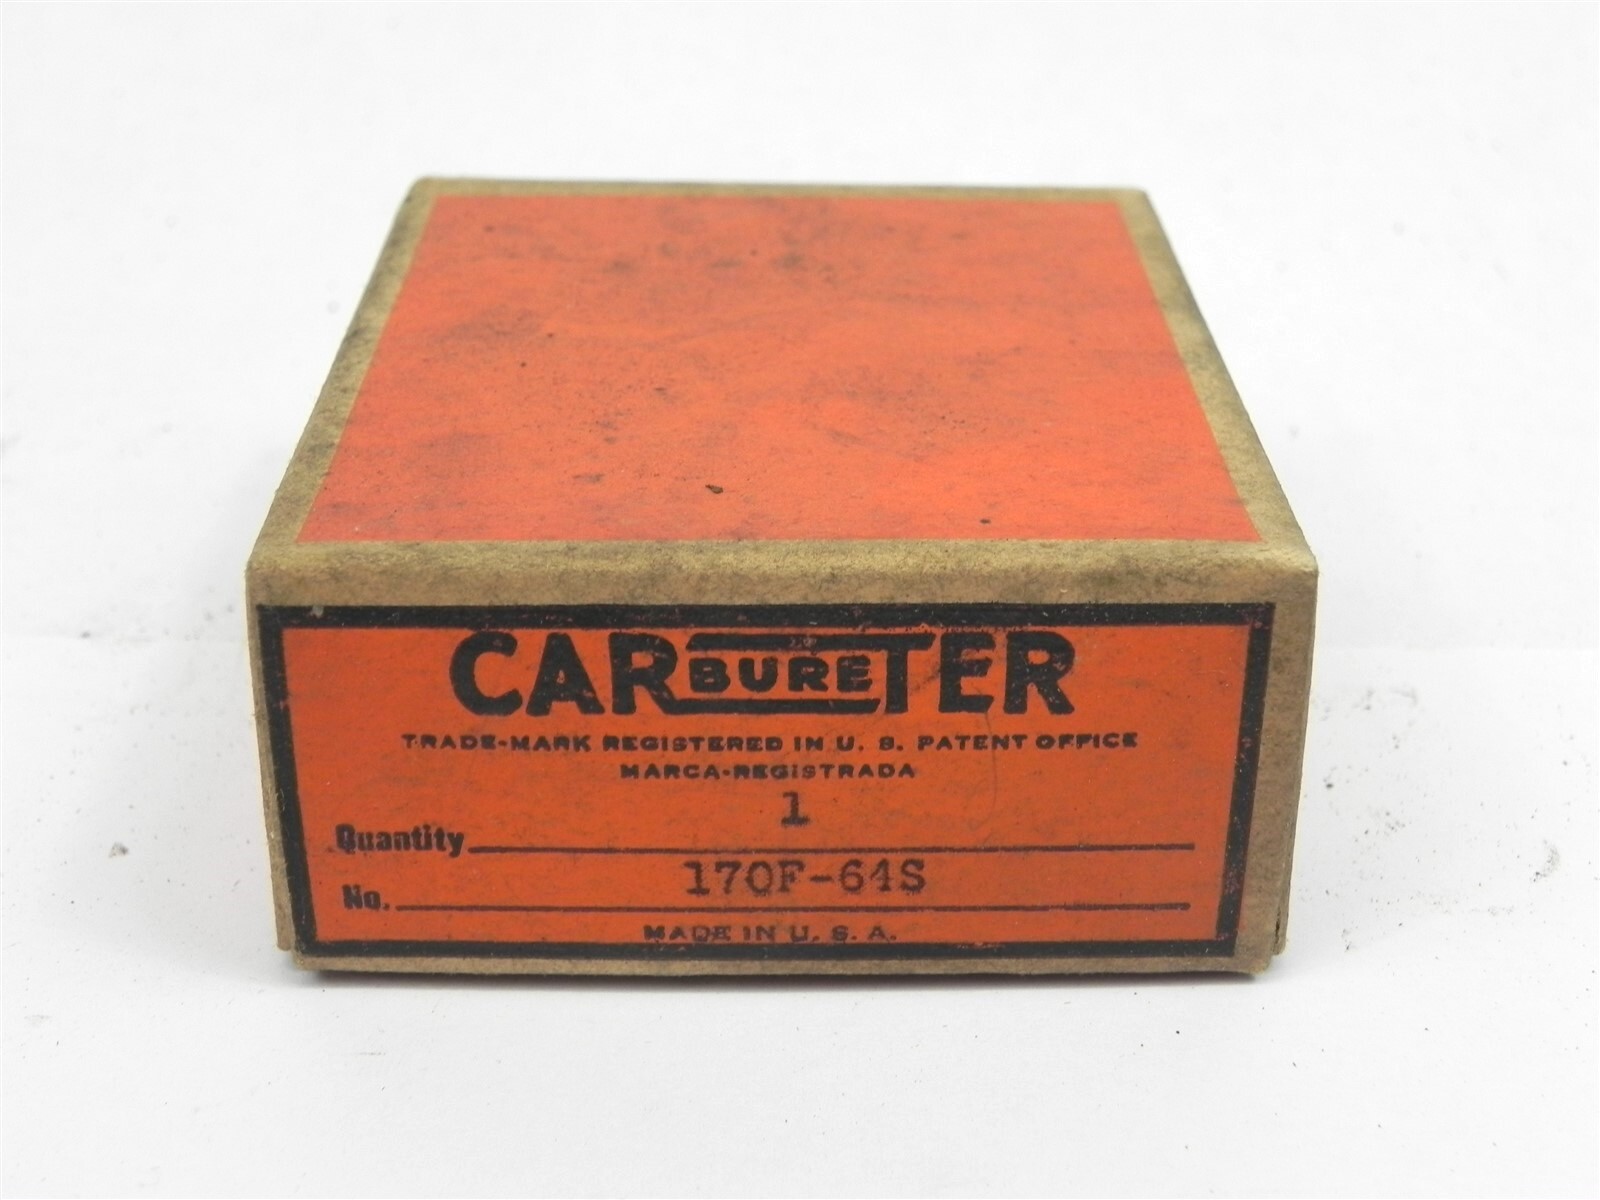 CARBURETER
TRADE-MARK REGISTERED IN U. S. PATENT OFFICE
MARCA-REGISTRADA
1
Quantity
170F-64S
No.
MADE IN U. S. A.